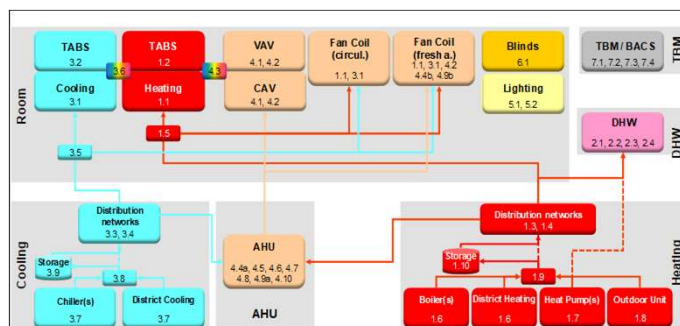 TABS
3.2
3.6
TABS
1.2
4.3
VAV
4.1, 4.2
Fan Coil
(circul.)
1.1, 3.1
Fan Coil
(fresh a.)
1.1, 3.1, 4.2
4.4b, 4.9b
Blinds
6.1
TBM / BACS
7.1, 7.2, 7.3, 7.4
TBM
Cooling
3.1
Heating
1.1
CAV
4.1, 4.2
Lighting
5.1, 5.2
Room
1.5
3.5
DHW
2.1, 2.2, 2.3, 2.4
DHW
Distribution
networks
3.3, 3.4
Storage
3.9
3.8
Chiller(s)
3.7
District Cooling
3.7
Cooling
AHU
4.4a, 4.5, 4.6, 4.7
4.8, 4.9a, 4.10
AHU
Distribution networks
1.3, 1.4
Storage
1.10
1.9
Boiler(s)
1.6
District Heating
1.6
Heat Pump(s)
1.7
Outdoor Unit
1.8
Heating